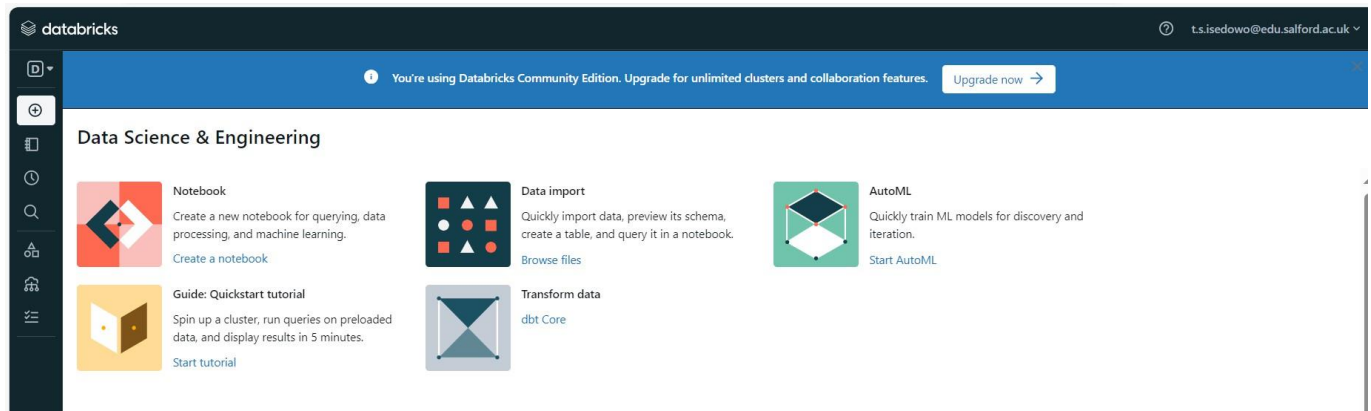 databricks
t.s.isedowo@edu.salford.ac.uk
D
You're using Databricks Community Edition. Upgrade for unlimited clusters and collaboration features.
Upgrade now
Data Science & Engineering
Notebook
Create a new notebook for querying, data
processing, and machine learning.
Create a notebook
Data import
Quickly import data, preview its schema,
create a table, and query it in a notebook.
Browse files
AutoML
Quickly train ML models for discovery and
iteration.
Start AutoML
Guide: Quickstart tutorial
Spin up a cluster, run queries on preloaded
data, and display results in 5 minutes.
Start tutorial
Transform data
dbt Core